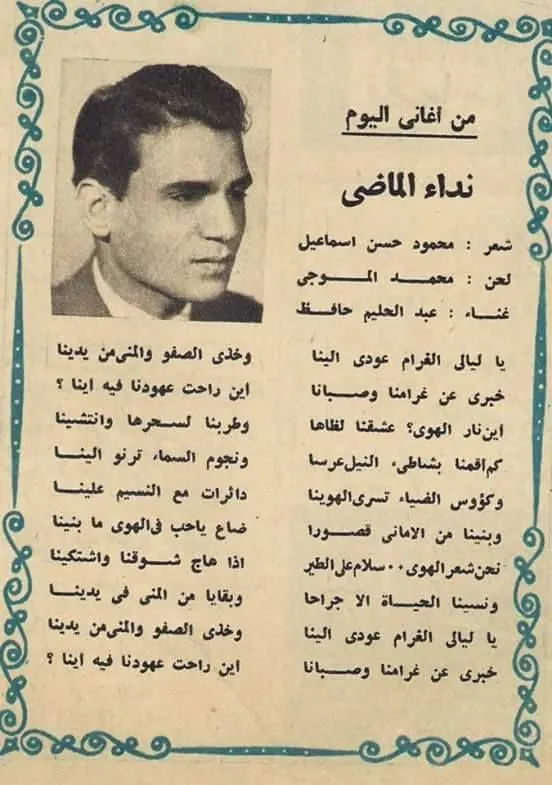 من أغانى اليوم
نداء الماضى
شعر : محمود حسن اسماعيل
لحن : محمد الموجى
غناء : عبد الحليم حافظ
يا ليالى الغرام عودى الينا وخذى الصفو والمنى من يدينا
خبرى عن غرامنا وصبانا اين راحت عهودنا فيه اينا ؟
اين نار الهوى؟ عشقنا لظاها وطربنا لسحرها وانتشينا
كم أقمنا بشاطىء النيل عرسا ونجوم السماء ترنو الينا
وكؤوس الضياء تسرى الهوينا دائرات مع النسيم علينا
وبنينا من الامانى قصورا ضاع ياحب فى الهوى ما بنينا
نحن شعر الهوى ٠٠ سلام على الطير اذا هاج شوقنا واشتكينا
ونسينا الحياة الا جراحا وبقايا من المنى فى يدينا
يا ليالى الغرام عودى الينا وخذى الصفو والمنى من يدينا
خبرى عن غرامنا وصبانا اين راحت عهودنا فيه اينا ؟